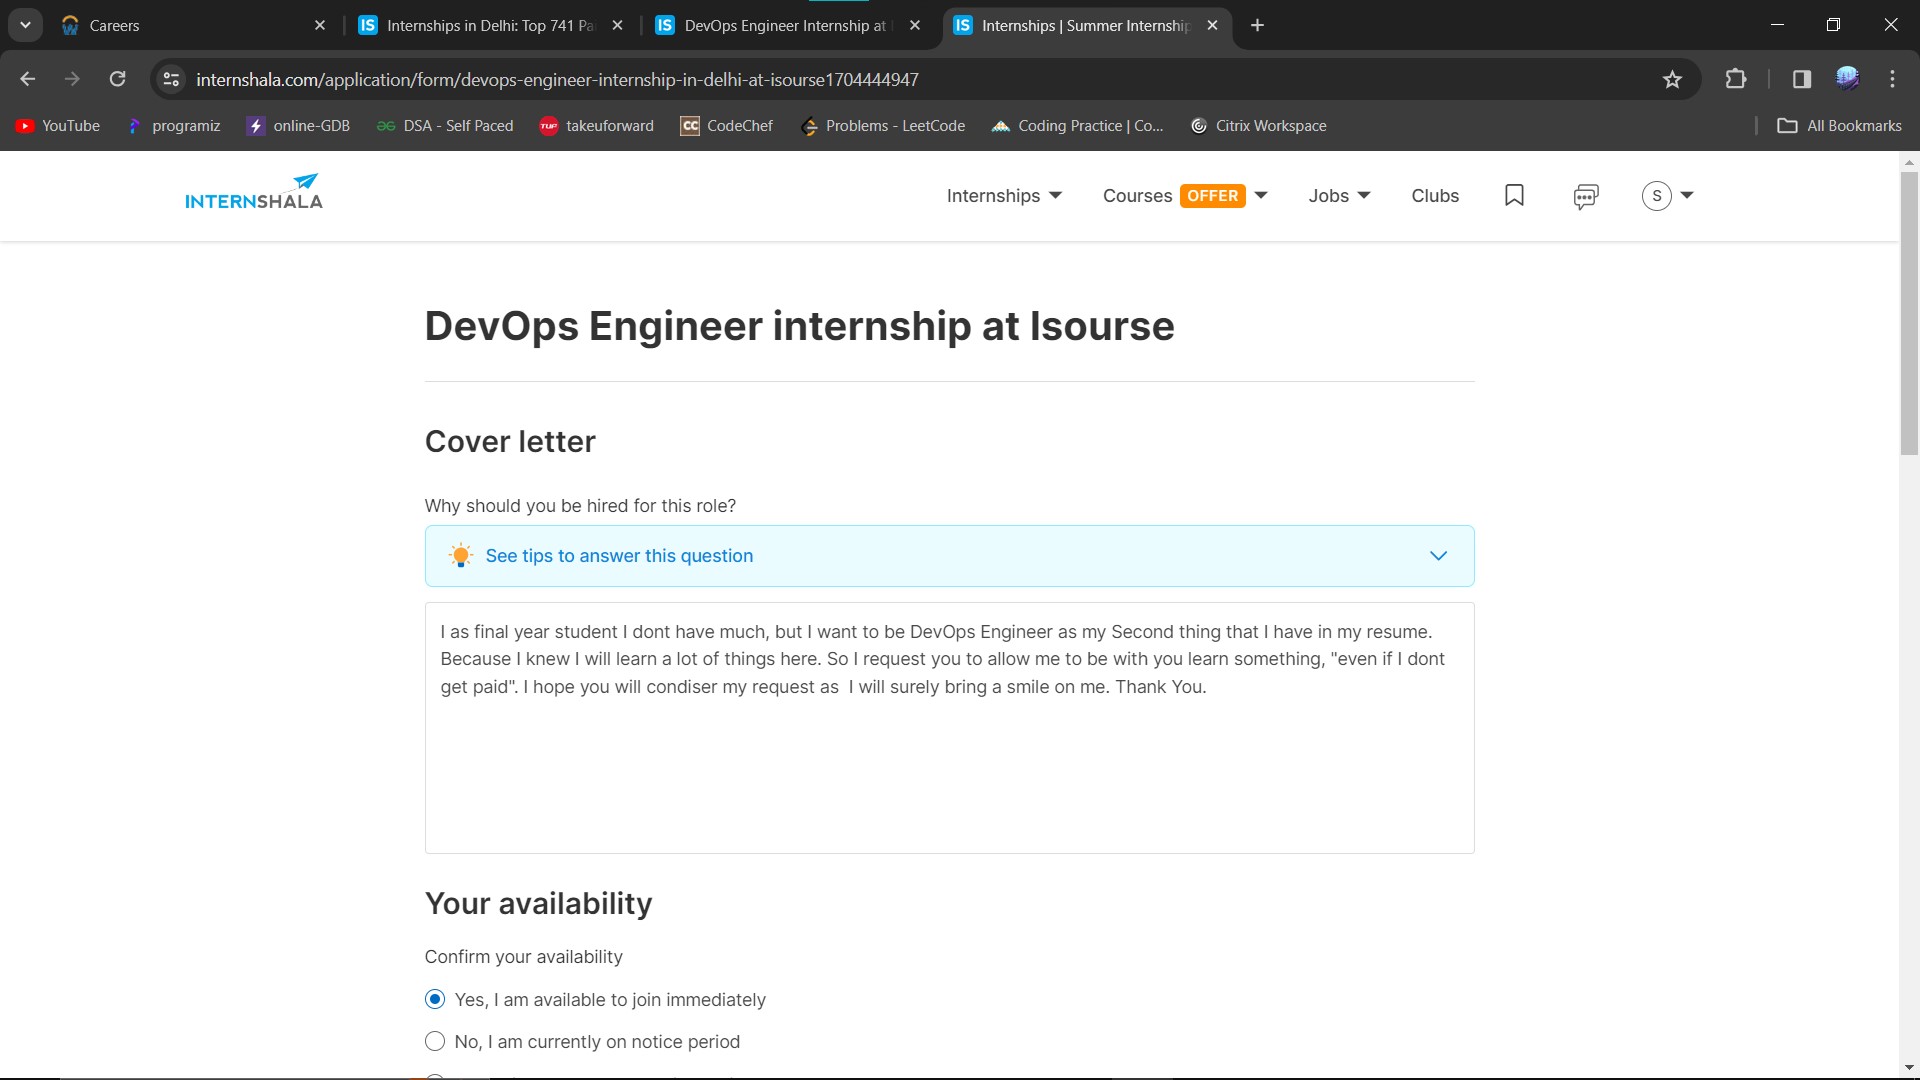 Careers
IS Internships in Delhi: Top 741 Pa
IS DevOps Engineer Internship at
IS Internships | Summer Internship
internshala.com/application/form/devops-engineer-internship-in-delhi-at-isourse1704444947
YouTube
programiz
online-GDB
DSA - Self Paced
TUF takeuforward
CC CodeChef
Problems - LeetCode
Coding Practice | Co...
Citrix Workspace
All Bookmarks
INTERNSHALA
Internships
Courses OFFER
Jobs
Clubs
S
DevOps Engineer internship at Isourse
Cover letter
Why should you be hired for this role?
See tips to answer this question
I as final year student I dont have much, but I want to be DevOps Engineer as my Second thing that I have in my resume.
Because I knew I will learn a lot of things here. So I request you to allow me to be with you learn something, "even if I dont
get paid". I hope you will condiser my request as  I will surely bring a smile on me. Thank You.
Your availability
Confirm your availability
Yes, I am available to join immediately
No, I am currently on notice period